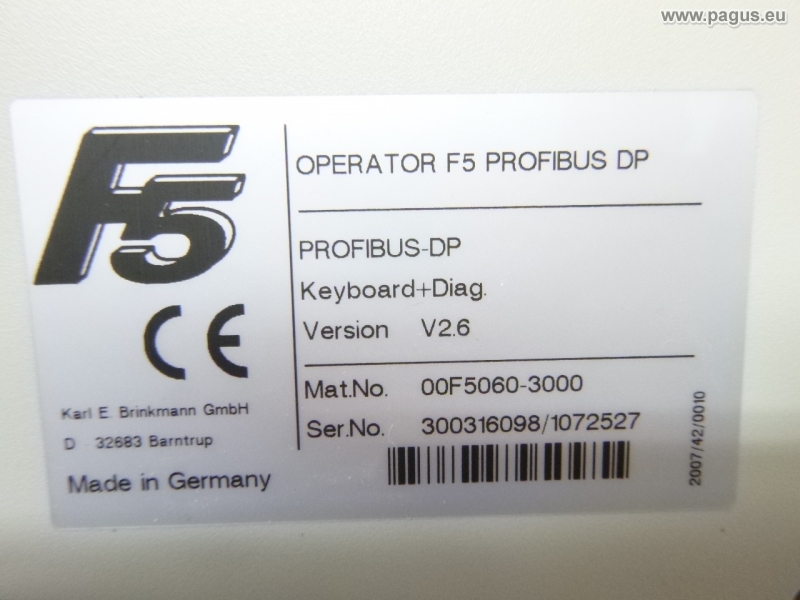 www.pagus.eu
F5
CE
Karl E. Brinkmann GmbH
D - 32683 Barntrup
Made in Germany
OPERATOR F5 PROFIBUS DP
PROFIBUS-DP
Keyboard+Diag.
Version V2.6
Mat.No. 00F5060-3000
Ser.No. 300316098/1072527
2007/42/0010